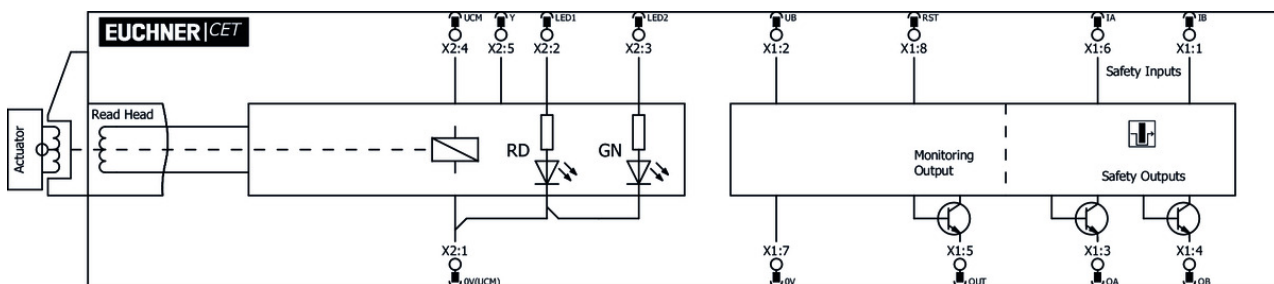 EUCHNER CET
UCM Y LED1 LED2 UB RST IA IB
X2:4 X2:5 X2:2 X2:3 X1:2 X1:8 X1:6 X1:1
Safety Inputs
Read Head
Actuator
RD GN
Monitoring
Output
Safety Outputs
X2:1 X1:7 X1:5 X1:3 X1:4
0V(UCM) 0V OUT OA OB